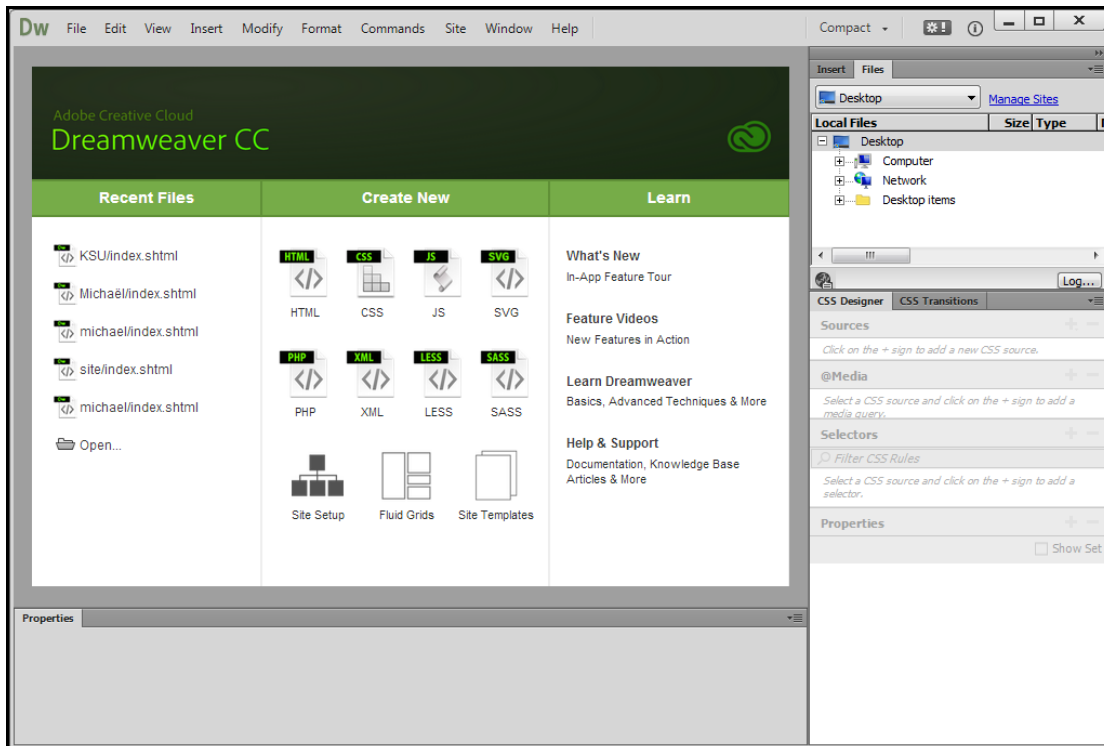 Dw File Edit View Insert Modify Format Commands Site Window Help Compact
Adobe Creative Cloud
Dreamweaver CC
Recent Files
KSU/index.shtml
Michaël/index.shtml
michael/index.shtml
site/index.shtml
michael/index.shtml
Open...
Create New
HTML CSS JS SVG
HTML CSS JS SVG
PHP XML LESS SASS
PHP XML LESS SASS
Site Setup Fluid Grids Site Templates
Learn
What's New
In-App Feature Tour
Feature Videos
New Features in Action
Learn Dreamweaver
Basics, Advanced Techniques & More
Help & Support
Documentation, Knowledge Base
Articles & More
Properties
Insert Files
Desktop Manage Sites
Local Files Size Type
Desktop
Computer
Network
Desktop items
Log...
CSS Designer CSS Transitions
Sources
Click on the + sign to add a new CSS source.
@Media
Select a CSS source and click on the + sign to add a
media query.
Selectors
Filter CSS Rules
Select a CSS source and click on the + sign to add a
selector.
Properties
Show Set